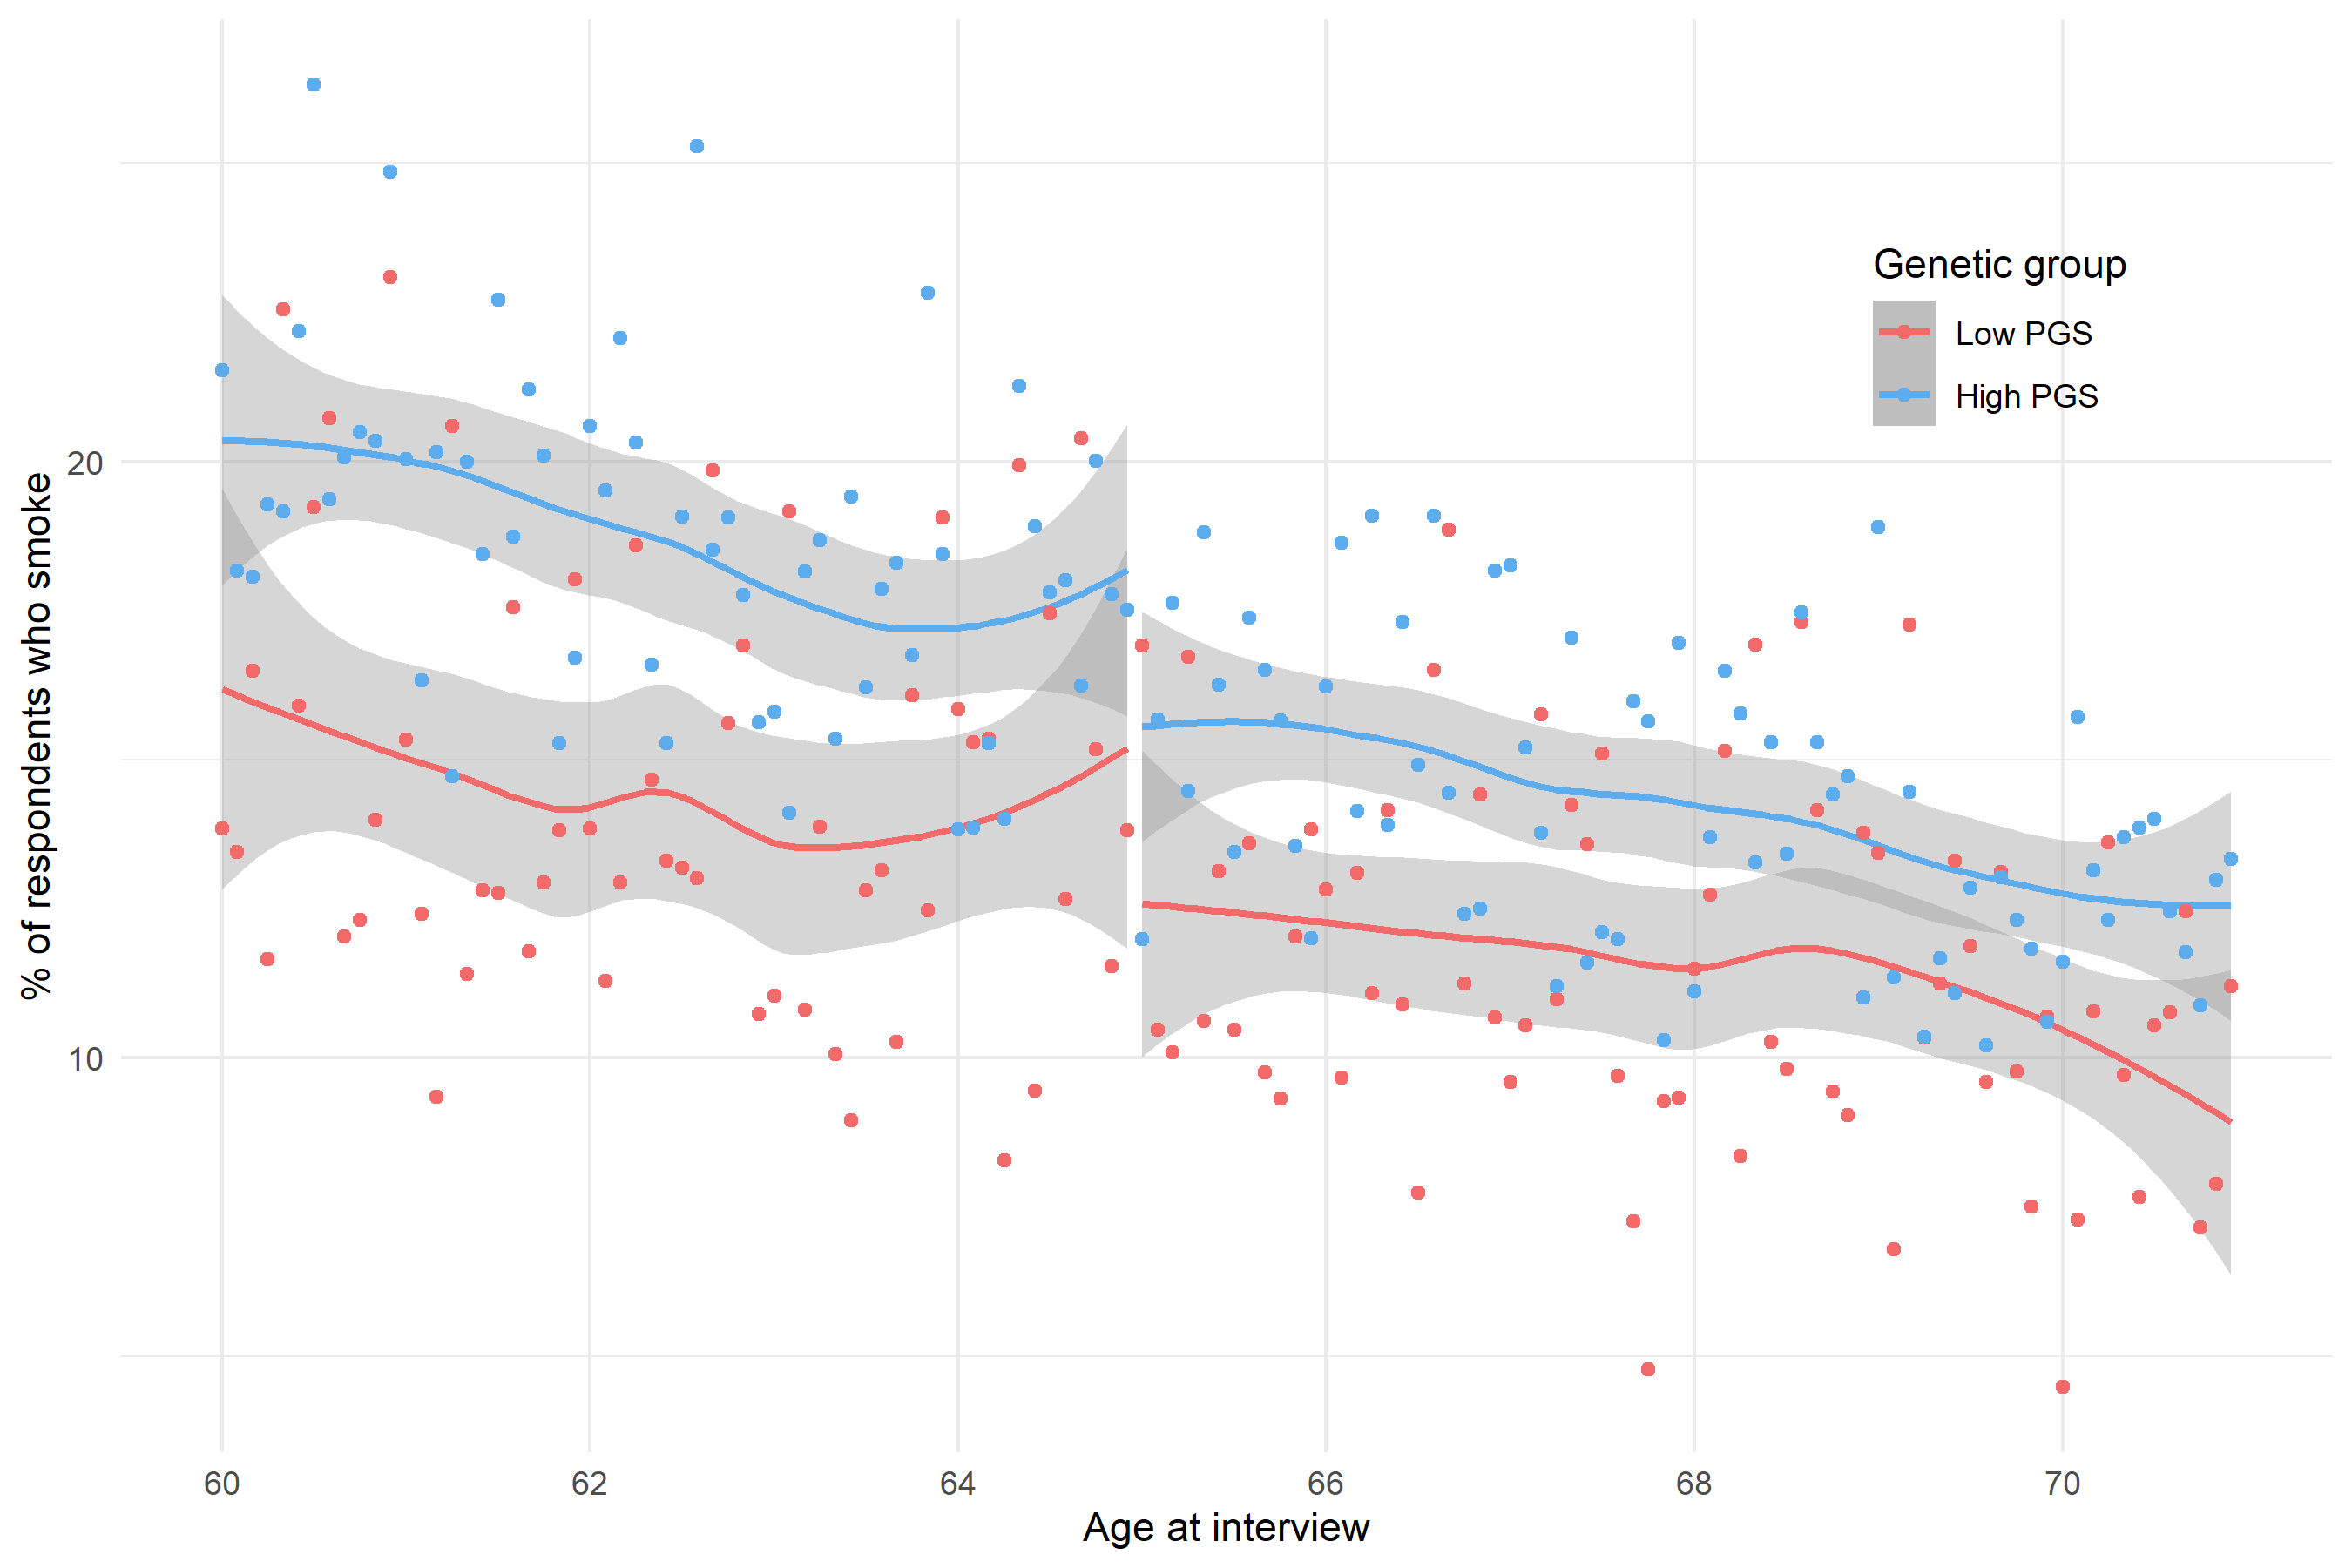 Genetic group
Low PGS
High PGS
% of respondents who smoke
20
10
60 62 64 66 68 70
Age at interview